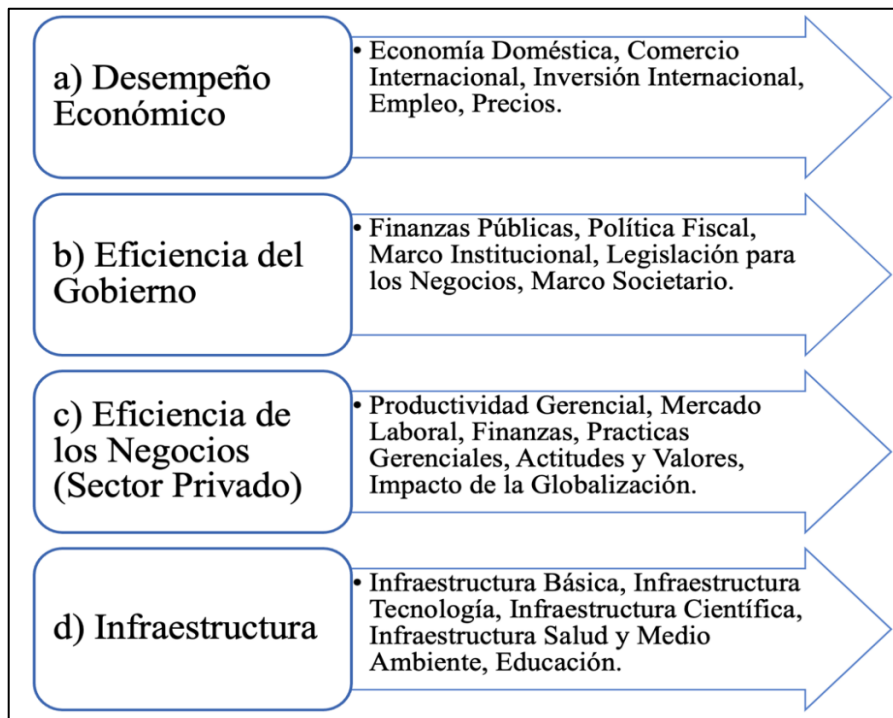 a) Desempeño
Económico
• Economía Doméstica, Comercio
Internacional, Inversión Internacional,
Empleo, Precios.
b) Eficiencia del
Gobierno
• Finanzas Públicas, Política Fiscal,
Marco Institucional, Legislación para
los Negocios, Marco Societario.
c) Eficiencia de
los Negocios
(Sector Privado)
• Productividad Gerencial, Mercado
Laboral, Finanzas, Practicas
Gerenciales, Actitudes y Valores,
Impacto de la Globalización.
d) Infraestructura
• Infraestructura Básica, Infraestructura
Tecnología, Infraestructura Científica,
Infraestructura Salud y Medio
Ambiente, Educación.